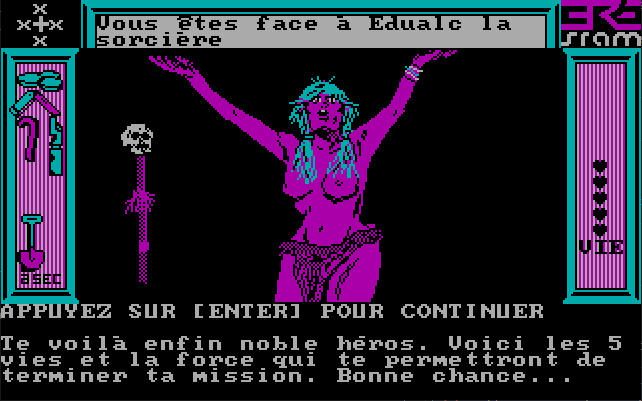 Vous êtes face à Edualc la
sorcière
ERE
sram
VIE
APPUYEZ SUR [ENTER] POUR CONTINUER
Te voilà enfin noble héros. Voici les 5
vies et la force qui te permettront de
terminer ta mission. Bonne chance...